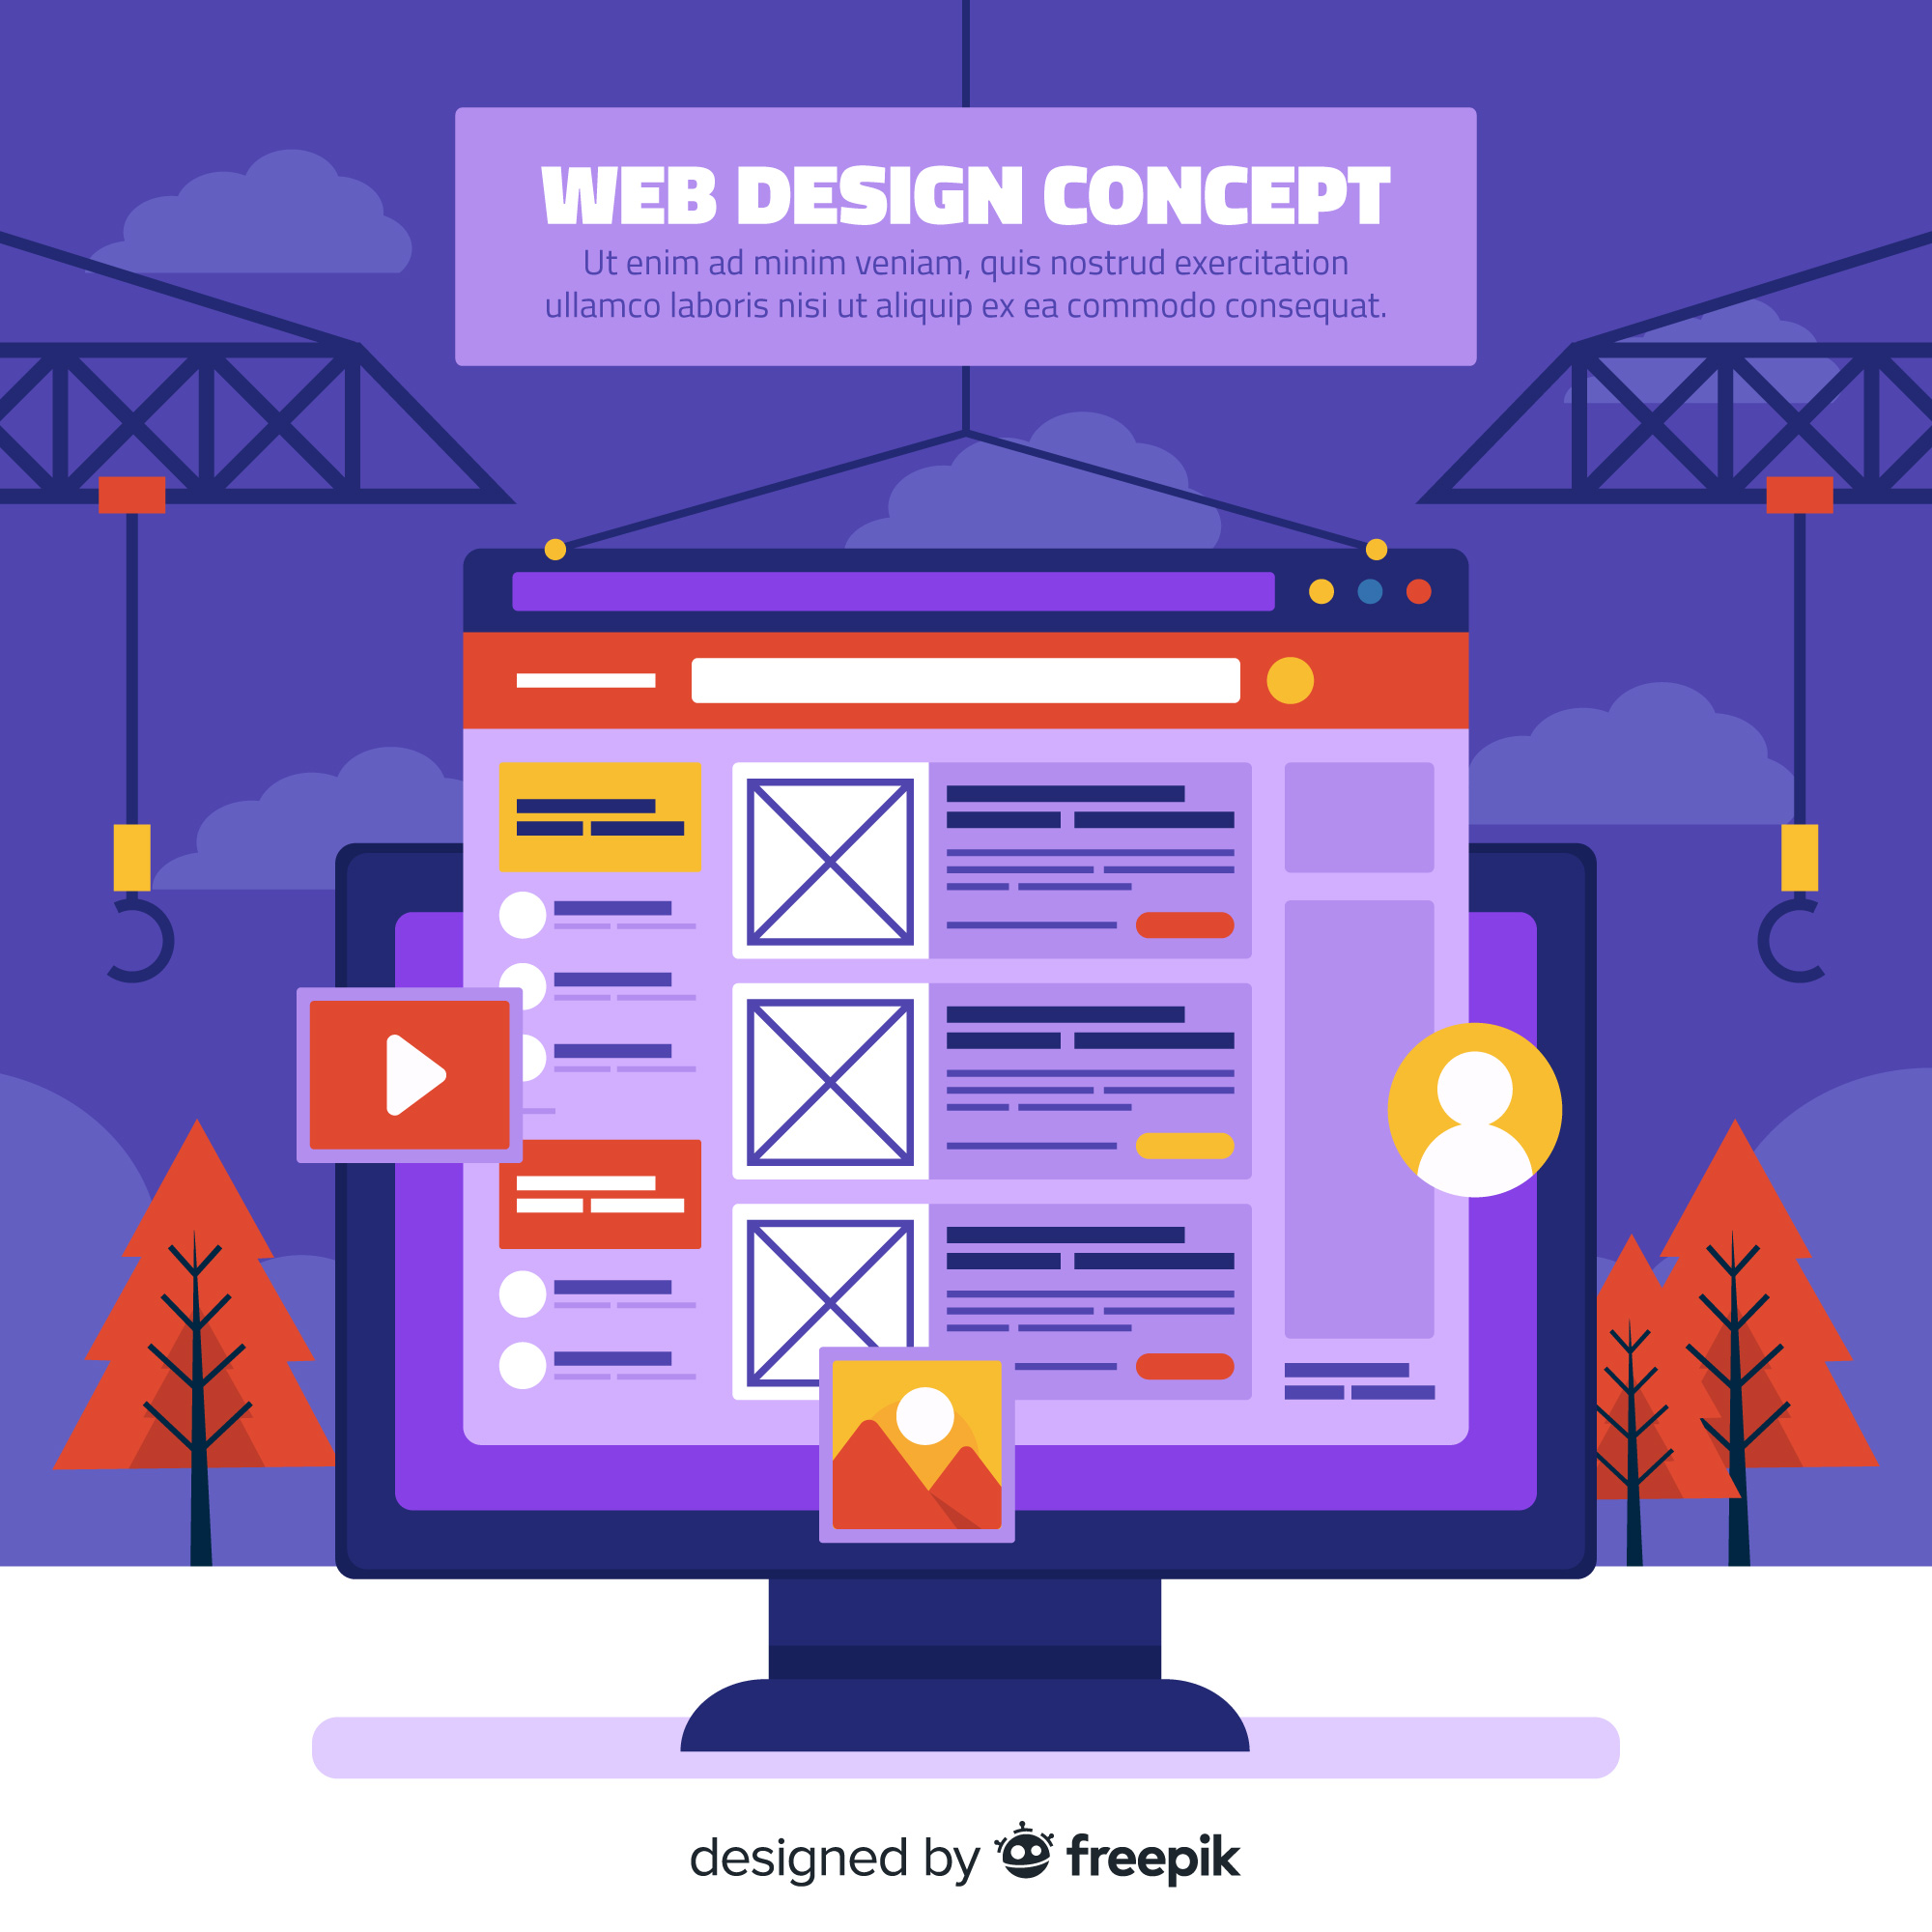 WEB DESIGN CONCEPT
Ut enim ad minim veniam, quis nostrud exercitation
ullamco laboris nisi ut aliquip ex ea commodo consequat.
designed by freepik